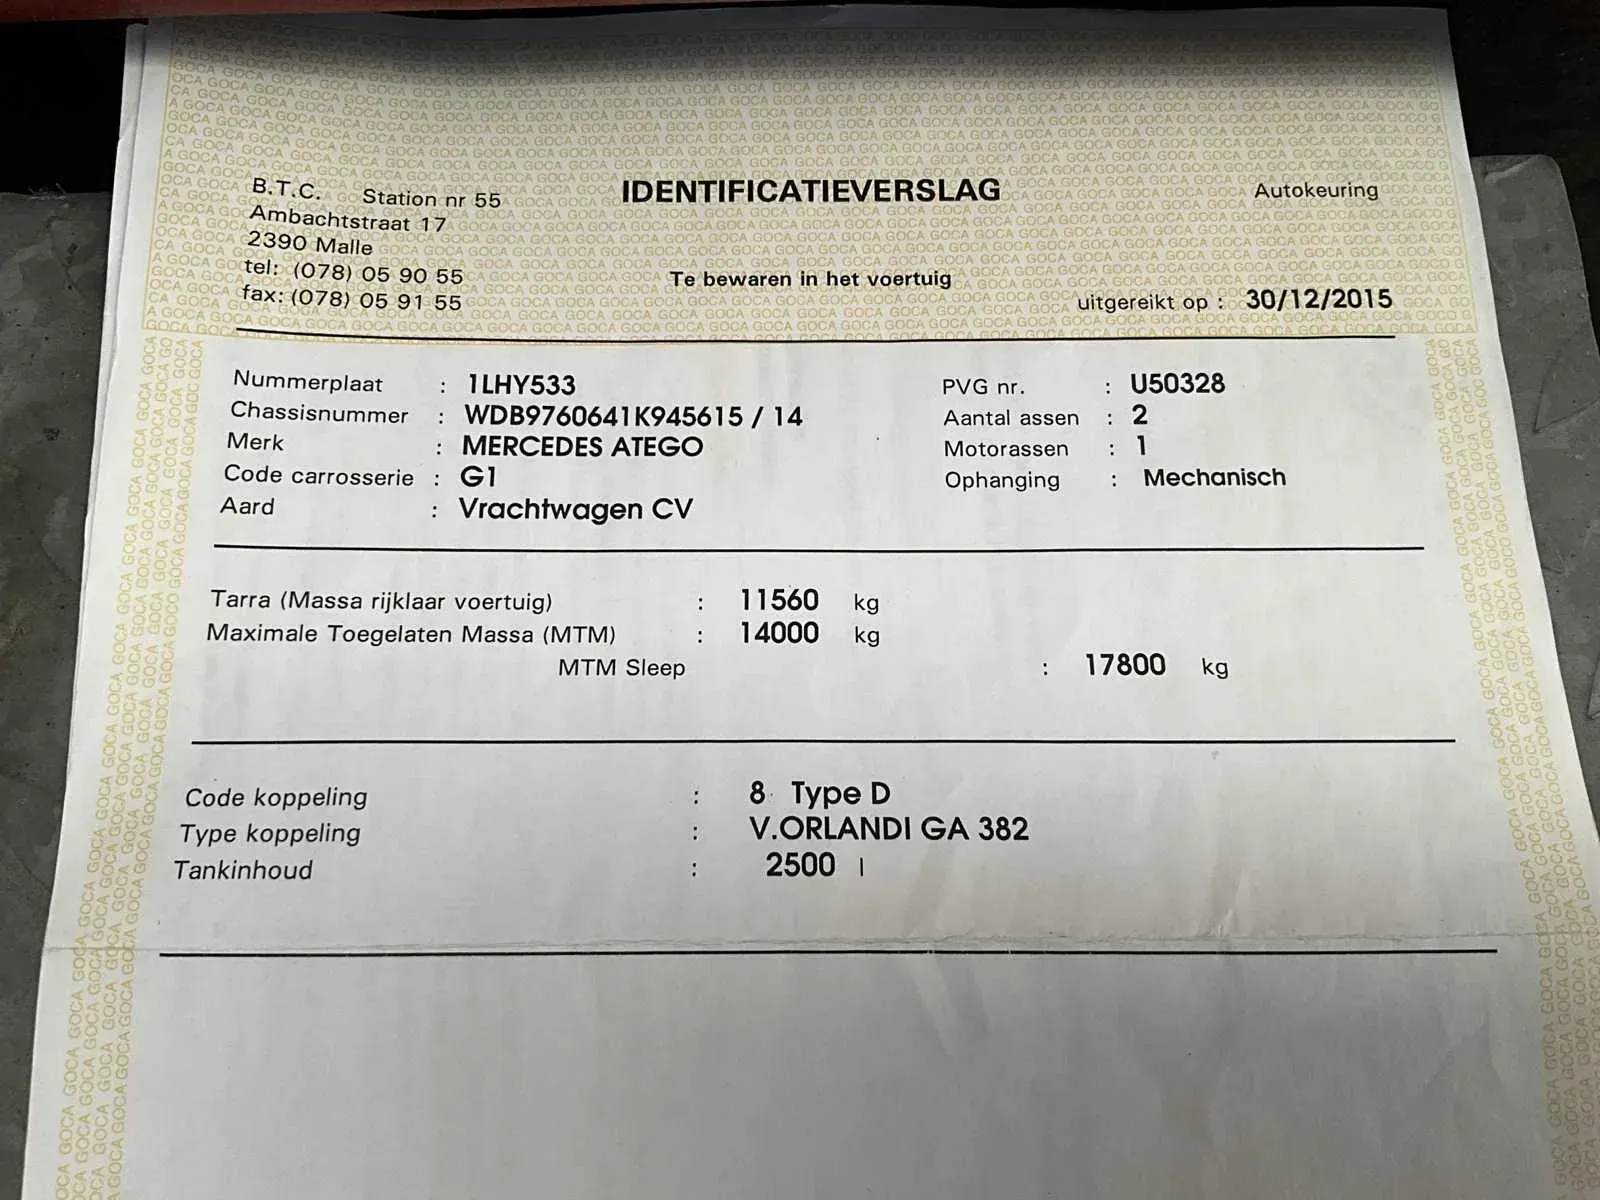 B.T.C. Station nr 55
Ambachtstraat 17
2390 Malle
tel: (078) 05 90 55
fax: (078) 05 91 55
IDENTIFICATIEVERSLAG
Te bewaren in het voertuig
Autokeuring
uitgereikt op : 30/12/2015
Nummerplaat : 1LHY533
Chassisnummer : WDB9760641K945615 / 14
Merk : MERCEDES ATEGO
Code carrosserie : G1
Aard : Vrachtwagen CV
PVG nr. : U50328
Aantal assen : 2
Motorassen : 1
Ophanging : Mechanisch
Tarra (Massa rijklaar voertuig) : 11560 kg
Maximale Toegelaten Massa (MTM) : 14000 kg
MTM Sleep : 17800 kg
Code koppeling : 8 Type D
Type koppeling : V.ORLANDI GA 382
Tankinhoud : 2500 l